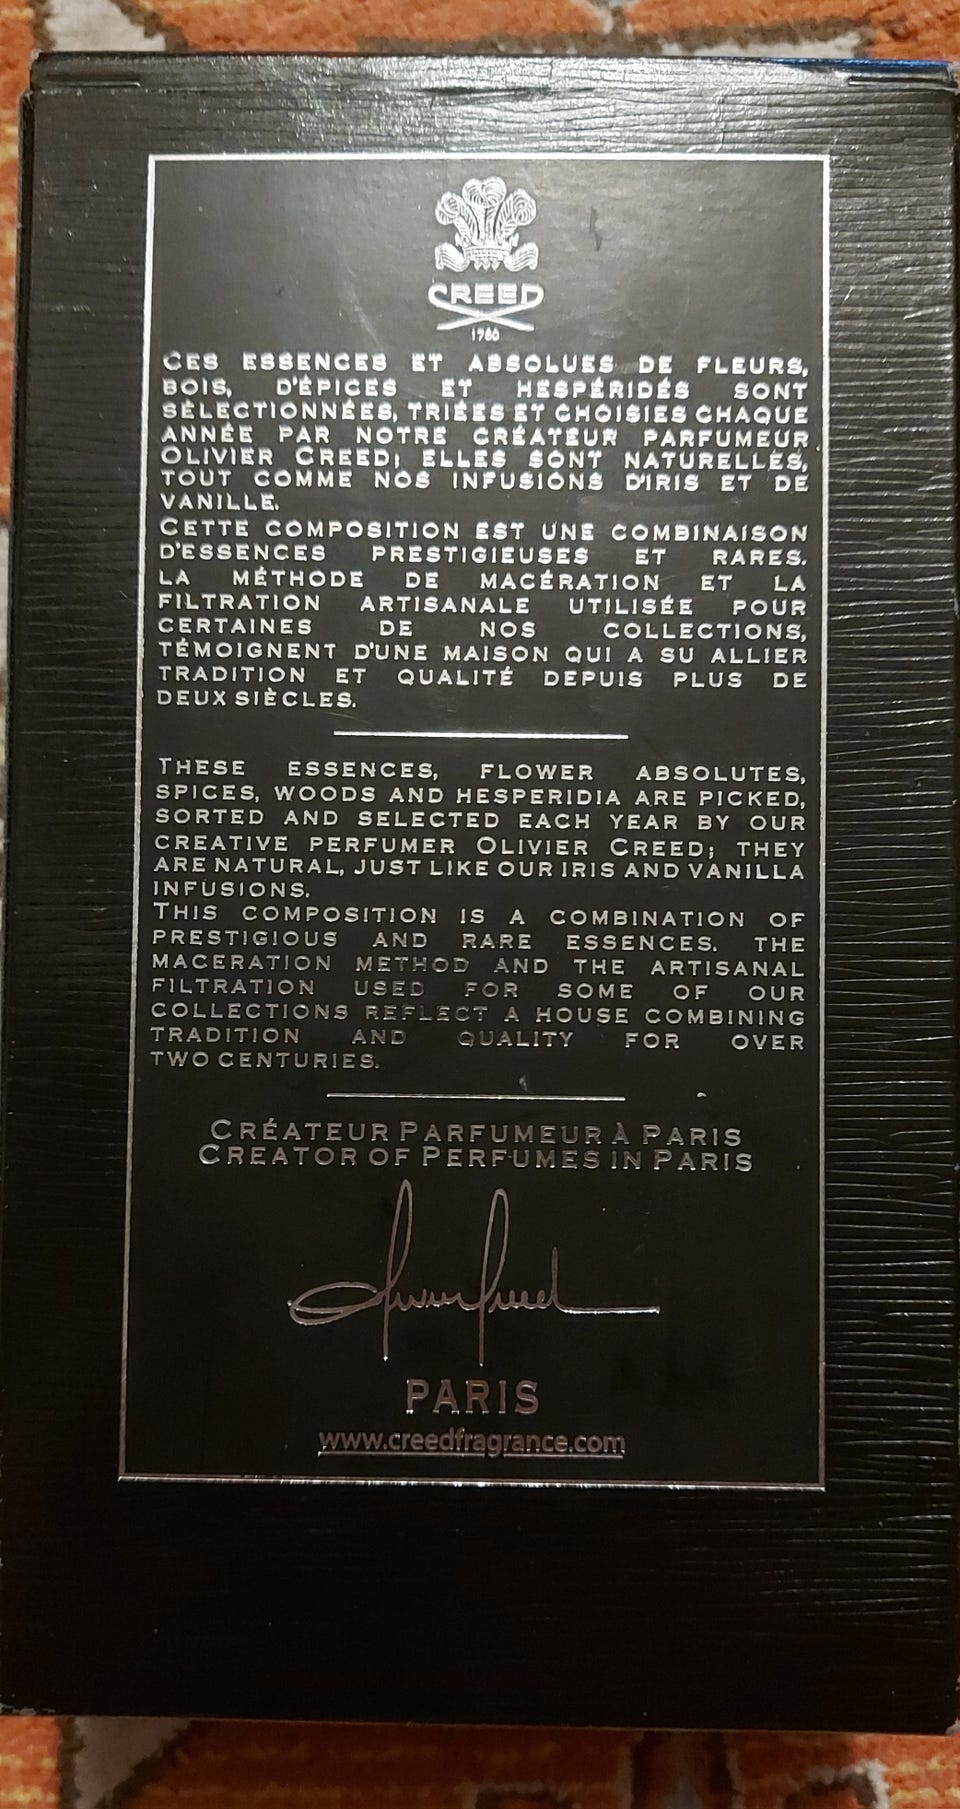 CREED
1760
CES ESSENCES ET ABSOLUES DE FLEURS,
BOIS, D'ÉPICES ET HESPÉRIDÉS SONT
SÉLECTIONNÉES, TRIÉES ET CHOISIES CHAQUE
ANNÉE PAR NOTRE CRÉATEUR PARFUMEUR
OLIVIER CREED; ELLES SONT NATURELLES,
TOUT COMME NOS INFUSIONS D'IRIS ET DE
VANILLE.
CETTE COMPOSITION EST UNE COMBINAISON
D'ESSENCES PRESTIGIEUSES ET RARES.
LA MÉTHODE DE MACÉRATION ET LA
FILTRATION ARTISANALE UTILISÉE POUR
CERTAINES DE NOS COLLECTIONS,
TÉMOIGNENT D'UNE MAISON QUI A SU ALLIER
TRADITION ET QUALITÉ DEPUIS PLUS DE
DEUX SIÈCLES.
THESE ESSENCES, FLOWER ABSOLUTES,
SPICES, WOODS AND HESPERIDIA ARE PICKED,
SORTED AND SELECTED EACH YEAR BY OUR
CREATIVE PERFUMER OLIVIER CREED; THEY
ARE NATURAL, JUST LIKE OUR IRIS AND VANILLA
INFUSIONS.
THIS COMPOSITION IS A COMBINATION OF
PRESTIGIOUS AND RARE ESSENCES. THE
MACERATION METHOD AND THE ARTISANAL
FILTRATION USED FOR SOME OF OUR
COLLECTIONS REFLECT A HOUSE COMBINING
TRADITION AND QUALITY FOR OVER
TWO CENTURIES.
CRÉATEUR PARFUMEUR À PARIS
CREATOR OF PERFUMES IN PARIS
Olivier Creed
PARIS
www.creedfragrance.com